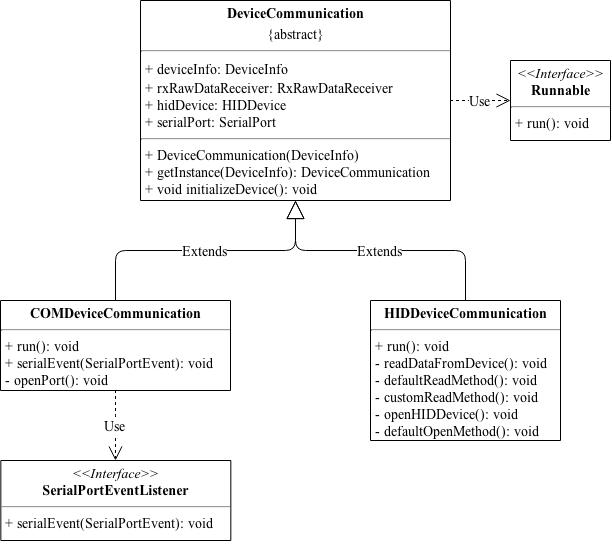 DeviceCommunication
{abstract}
+ deviceInfo: DeviceInfo
+ rxRawDataReceiver: RxRawDataReceiver
+ hidDevice: HIDDevice
+ serialPort: SerialPort
+ DeviceCommunication(DeviceInfo)
+ getInstance(DeviceInfo): DeviceCommunication
+ void initializeDevice(): void
Use
<<Interface>>
Runnable
+ run(): void
Extends
Extends
COMDeviceCommunication
+ run(): void
+ serialEvent(SerialPortEvent): void
- openPort(): void
HIDDeviceCommunication
+ run(): void
- readDataFromDevice(): void
- defaultReadMethod(): void
- customReadMethod(): void
- openHIDDevice(): void
- defaultOpenMethod(): void
Use
<<Interface>>
SerialPortEventListener
+ serialEvent(SerialPortEvent): void